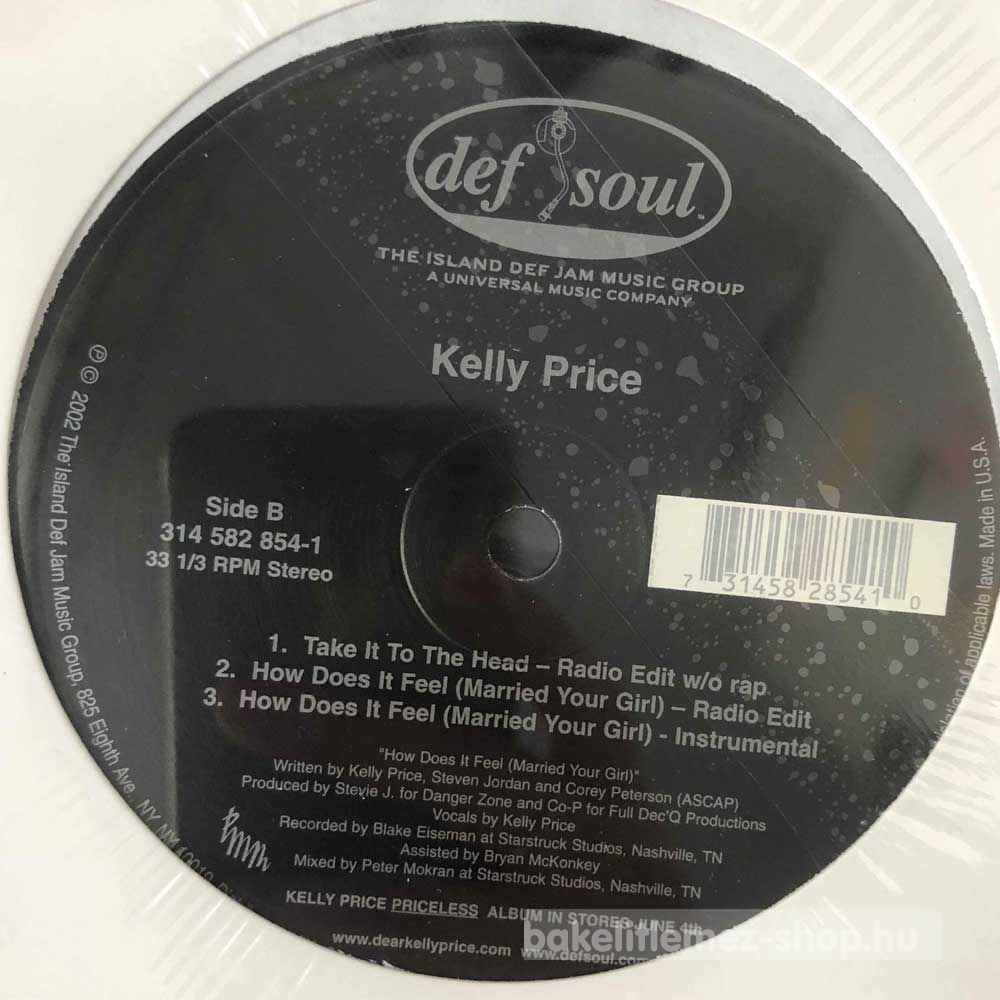 def soul
THE ISLAND DEF JAM MUSIC GROUP
A UNIVERSAL MUSIC COMPANY
Kelly Price
Side B
314 582 854-1
33 1/3 RPM Stereo
7 31458 28541 0
1. Take It To The Head – Radio Edit w/o rap
2. How Does It Feel (Married Your Girl) – Radio Edit
3. How Does It Feel (Married Your Girl) - Instrumental
"How Does It Feel (Married Your Girl)"
Written by Kelly Price, Steven Jordan and Corey Peterson (ASCAP)
Produced by Stevie J. for Danger Zone and Co-P for Full Dec'Q Productions
Vocals by Kelly Price
Recorded by Blake Eiseman at Starstruck Studios, Nashville, TN
Assisted by Bryan McKonkey
Mixed by Peter Mokran at Starstruck Studios, Nashville, TN
KELLY PRICE PRICELESS ALBUM IN STORES JUNE 4th
www.dearkellyprice.com www.defsoul.com
℗ © 2002 The Island Def Jam Music Group, 825 Eighth Ave. NY, NY
of applicable laws. Made in U.S.A.
bakelitlemez-shop.hu